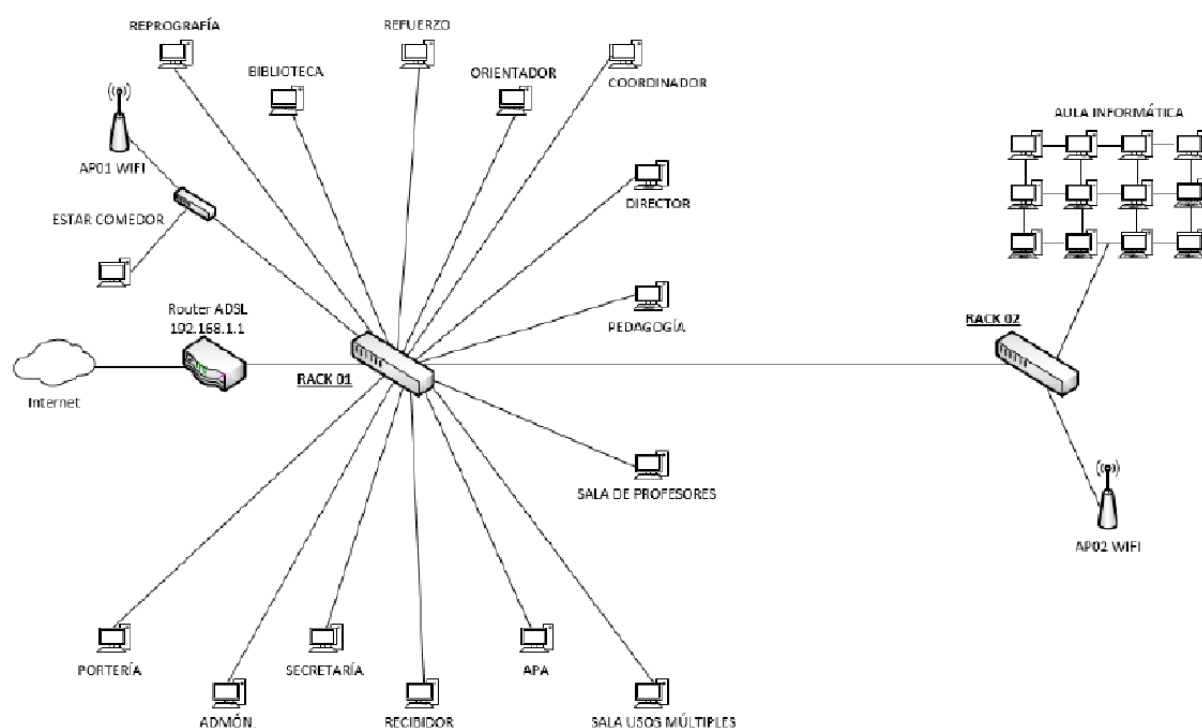 REPROGRAFÍA
REFUERZO
BIBLIOTECA
ORIENTADOR
COORDINADOR
AULA INFORMÁTICA
AP01 WIFI
DIRECTOR
ESTAR COMEDOR
Router ADSL
192.168.1.1
PEDAGOGÍA
RACK 02
RACK 01
Internet
SALA DE PROFESORES
AP02 WIFI
PORTERÍA
SECRETARÍA
APA
ADMÓN.
RECIBIDOR
SALA USOS MÚLTIPLES